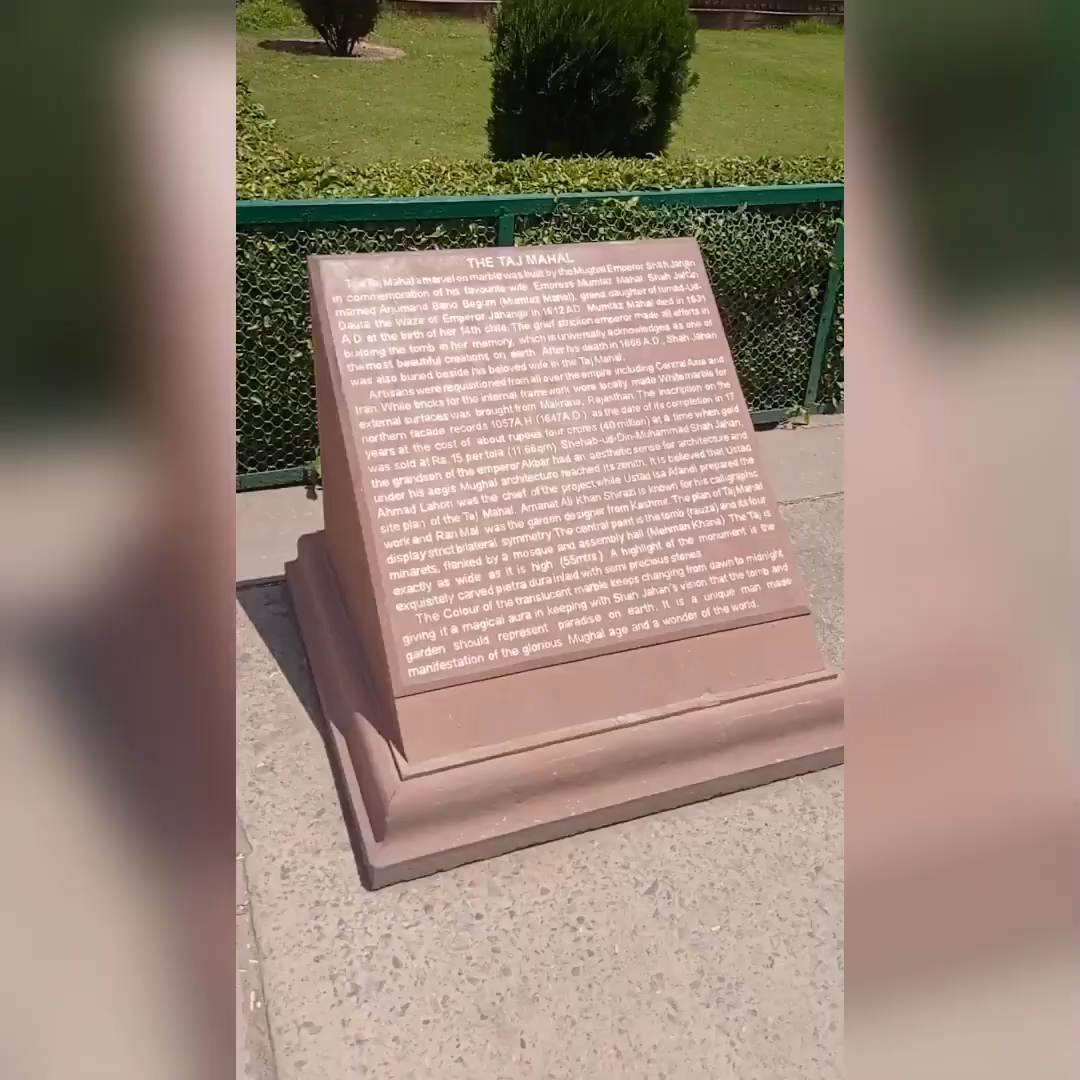 THE TAJ MAHAL
The Taj Mahal a marvel on marble was built by the Mughal Emperor Shah Jahan
in commemoration of his favourite wife Empress Mumtaz Mahal. Shah Jahan
married Arjumand Bano Begum (Mumtaz Mahal), grand daughter of
Daula the Wazir of Emperor Jahangir in 1612 A.D. Mumtaz Mahal died in 1631
A.D. at the birth of her 14th child. The grief stricken emperor made all efforts in
building the tomb in her memory, which is universally acknowledged as one of
the most beautiful creations on earth. After his death in 1666 A.D., Shah Jahan
was also buried beside his beloved wife in the Taj Mahal.
Artisans were requisitioned from all over the empire including Central Asia and
Iran. While bricks for the internal frame work were locally made White marble for
external surfaces was brought from Makrana, Rajasthan. The inscription on the
northern facade records 1057 A.H. (1647 A.D.) as the date of its completion in 17
years at the cost of about rupees four crores (40 million) at a time when gold
was sold at Rs. 15 per tola (11.66gm). Shehab-ud-Din-Muhammad Shah Jahan,
the grandson of the emperor Akbar had an aesthetic sense for architecture and
under his aegis Mughal architecture reached its zenith. It is believed that Ustad
Ahmad Lahori was the chief of the project while Ustad Isa Afandi prepared the
site plan of the Taj Mahal. Amanat Ali Khan Shirazi is known for his calligraphic
work and Ran Mal was the garden designer from Kashmir. The plan of Taj Mahal
display strict bilateral symmetry. The central point is the tomb (rauza) and its four
minarets, flanked by a mosque and assembly hall (Mehman Khana). The Taj is
exactly as wide as it is high (55mtrs.) A highlight of the monument is the
exquisitely carved pietra dura inlaid with semi precious stones.
The Colour of the translucent marble keeps changing from dawn to midnight
giving it a magical aura in keeping with Shah Jahan's vision that the tomb and
garden should represent paradise on earth. It is a unique man made
manifestation of the glorious Mughal age and a wonder of the world.